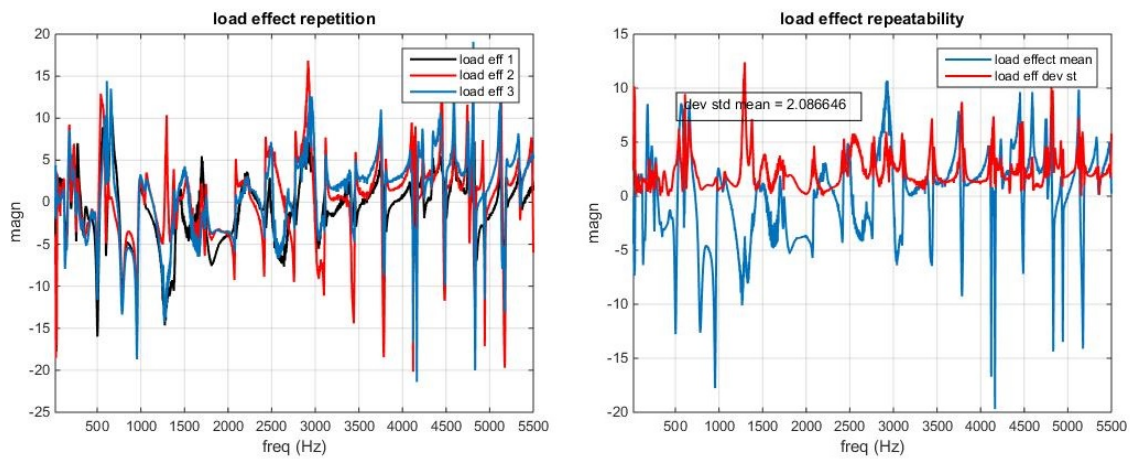 load effect repetition
20
15
10
5
0
-5
-10
-15
-20
-25
magn
load eff 1
load eff 2
load eff 3
500 1000 1500 2000 2500 3000 3500 4000 4500 5000 5500
freq (Hz)
load effect repeatability
15
10
5
0
-5
-10
-15
-20
magn
load effect mean
load eff dev st
dev std mean = 2.086646
500 1000 1500 2000 2500 3000 3500 4000 4500 5000 5500
freq (Hz)